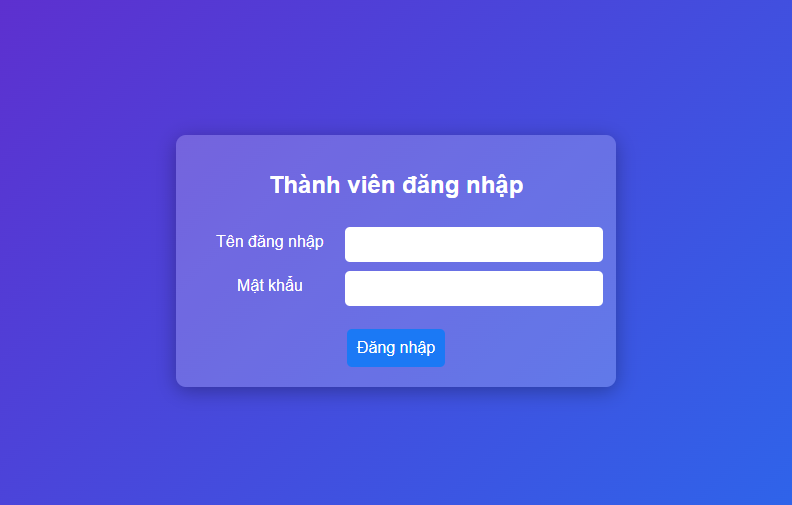 Thành viên đăng nhập
Tên đăng nhập
Mật khẩu
Đăng nhập